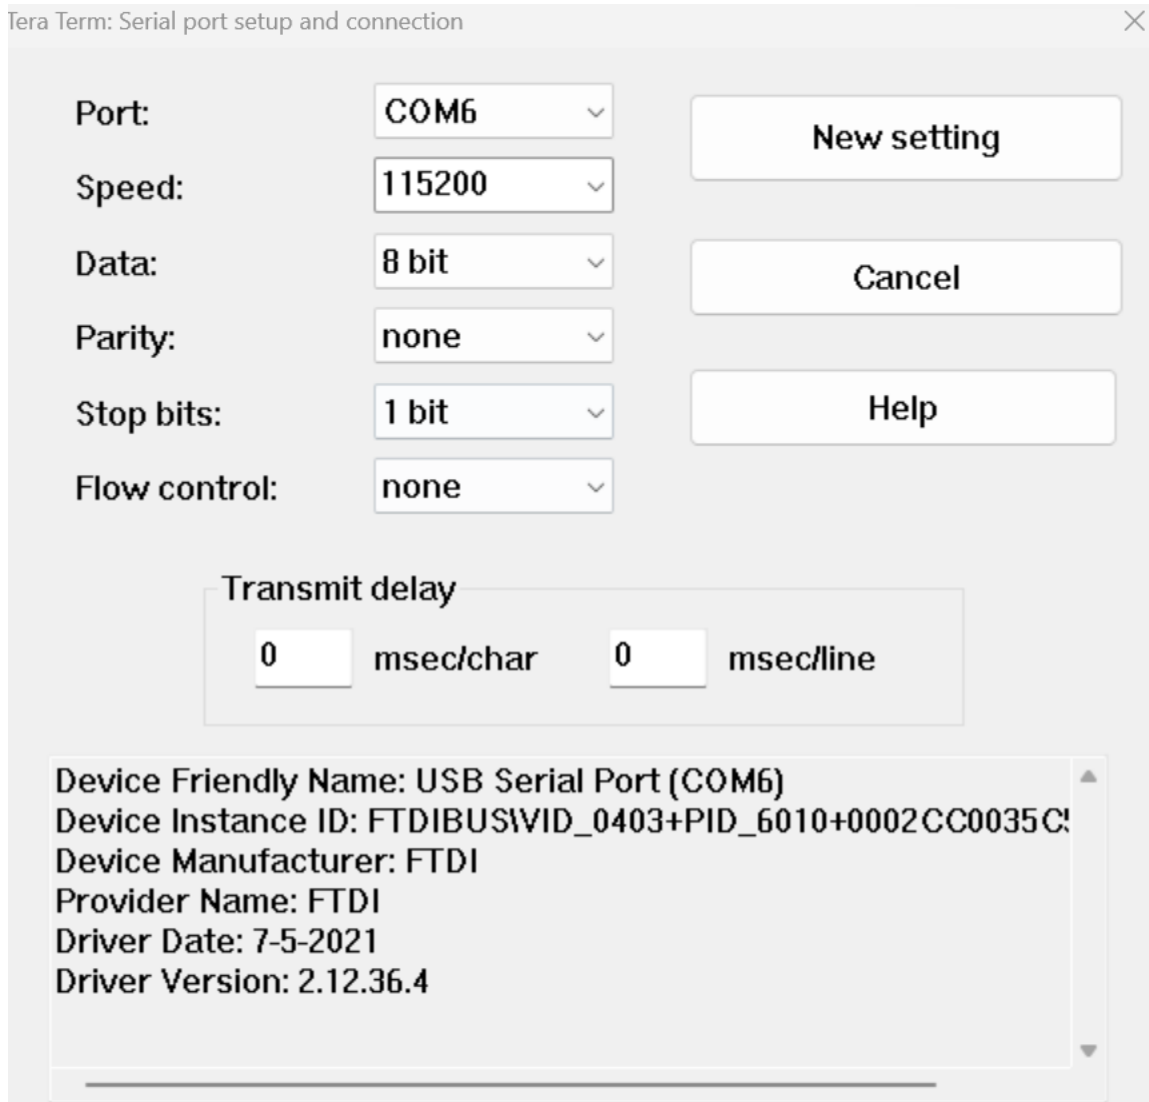 Tera Term: Serial port setup and connection
Port: COM6
New setting
Speed: 115200
Data: 8 bit
Cancel
Parity: none
Stop bits: 1 bit
Help
Flow control: none
Transmit delay
0 msec/char 0 msec/line
Device Friendly Name: USB Serial Port (COM6)
Device Instance ID: FTDIBUS\VID_0403+PID_6010+0002CC0035C
Device Manufacturer: FTDI
Provider Name: FTDI
Driver Date: 7-5-2021
Driver Version: 2.12.36.4